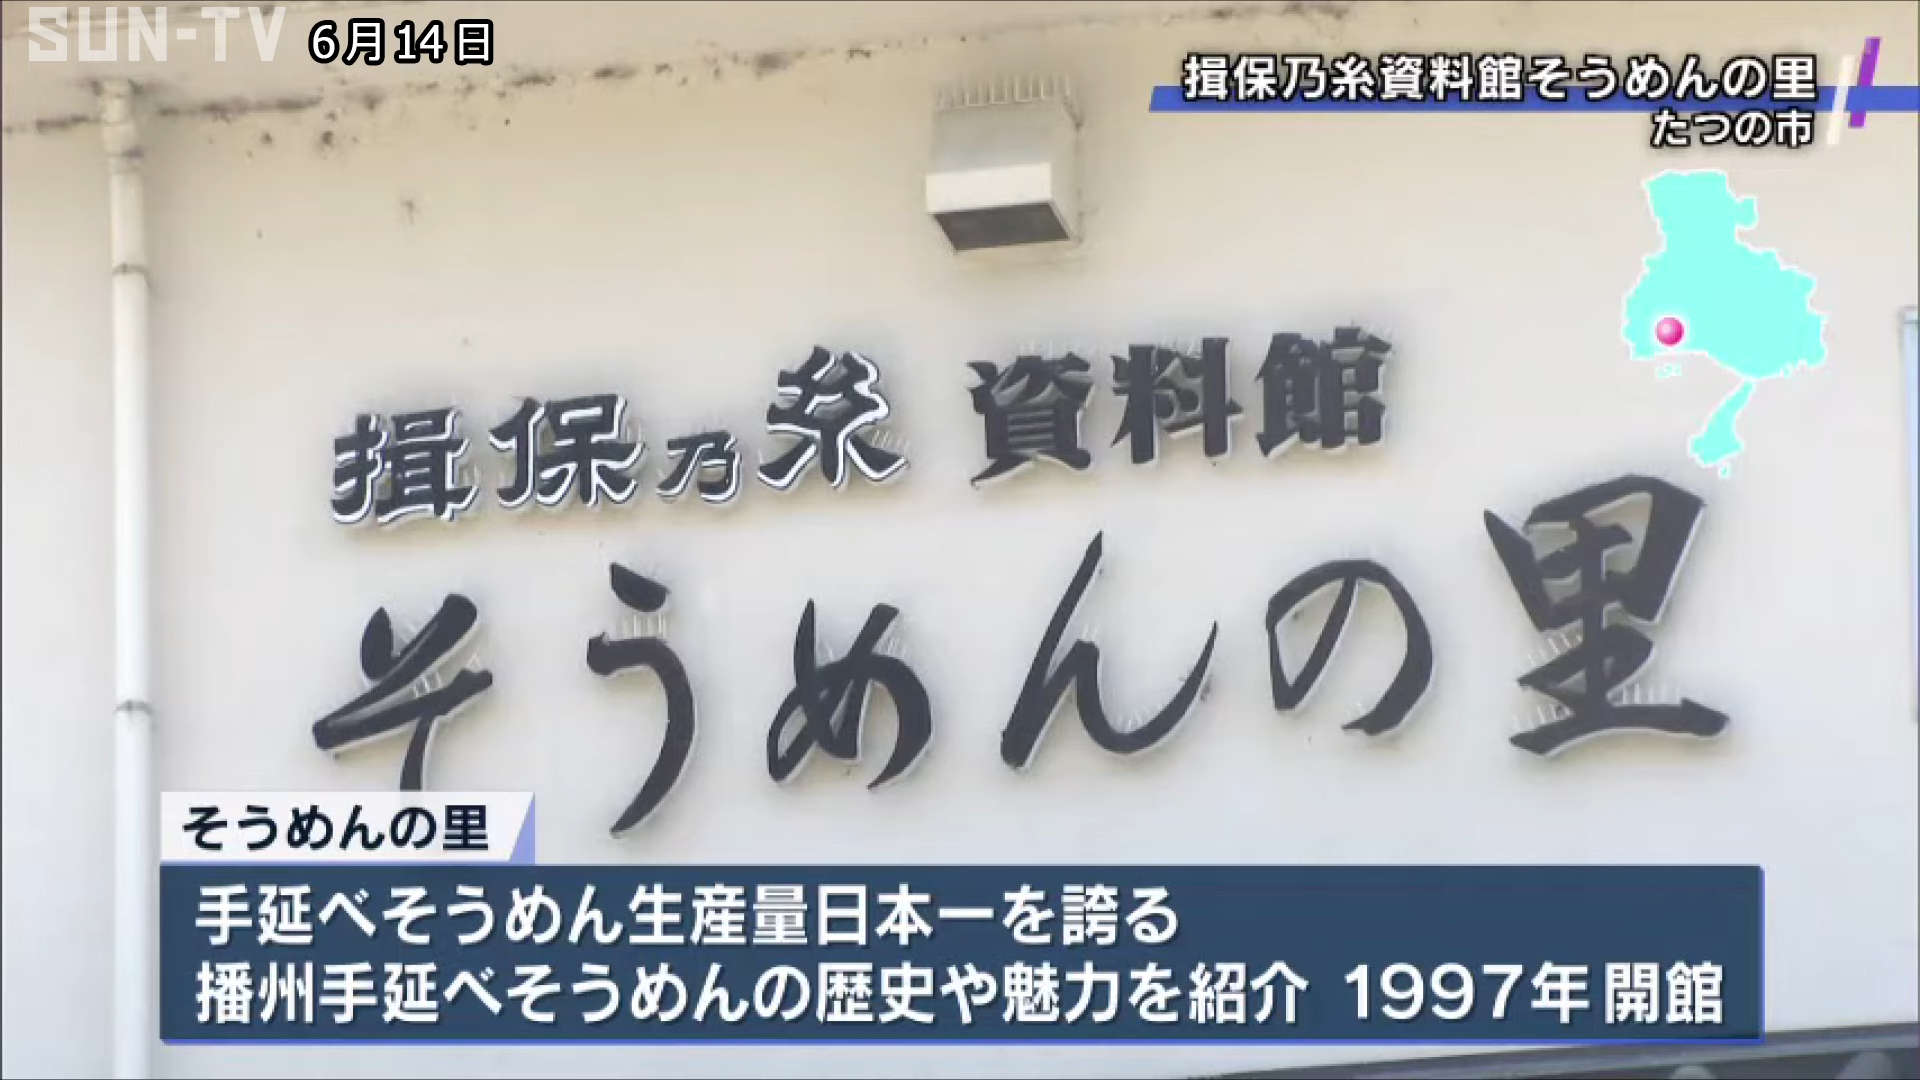 SUN-TV 6月14日
揖保乃糸資料館そうめんの里
たつの市
揖保乃糸 資料館
そうめんの里
そうめんの里
手延べそうめん生産量日本一を誇る
播州手延べそうめんの歴史や魅力を紹介 1997年開館